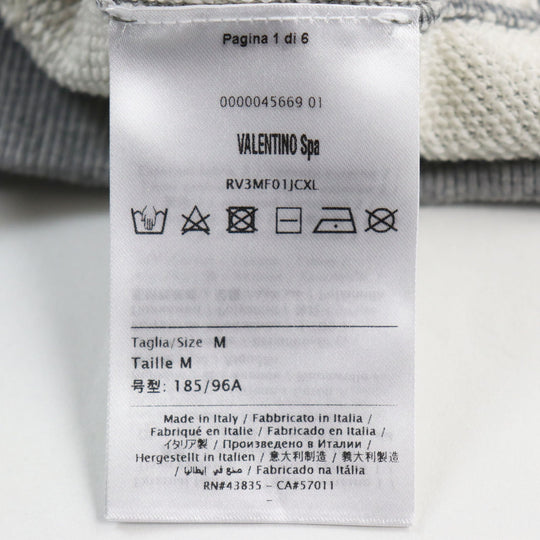 Pagina 1 di 6
0000045669 01
VALENTINO Spa
RV3MF01JCXL
Taglia/Size M
Taille M
号型: 185/96A
Made in Italy / Fabbricato in Italia /
Fabriqué en Italie / Fabricado en Italia /
イタリア製 / Произведено в Италии /
Hergestellt in Italien / 意大利制造 / 義大利製造 /
صنع في إيطاليا / Fabricado na Itália
RN#43835 - CA#57011